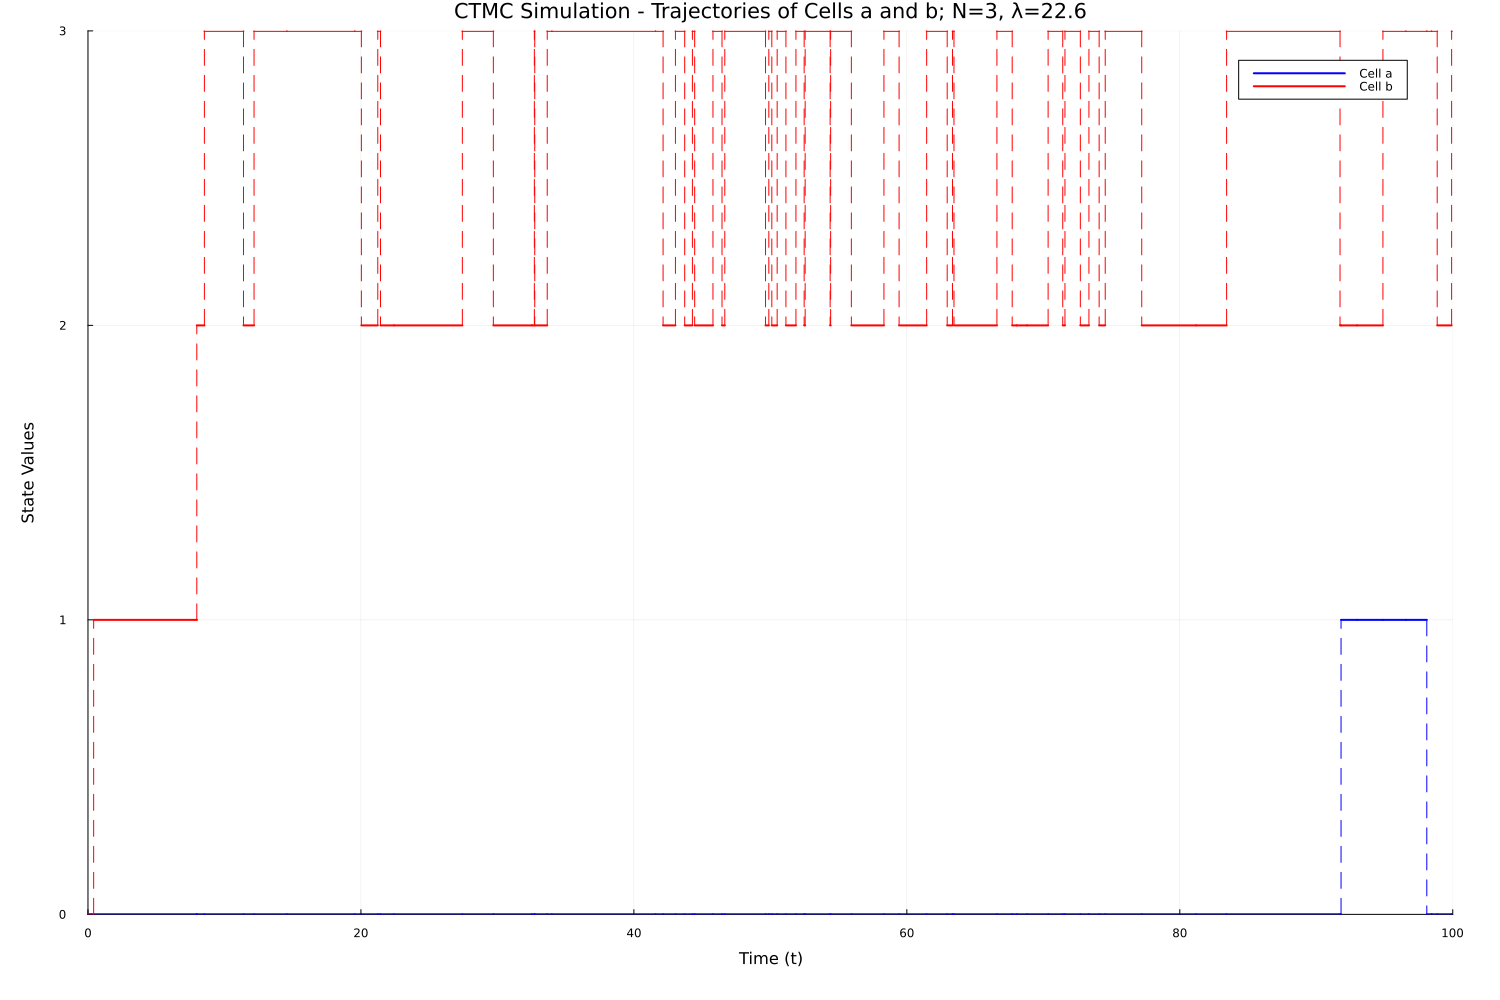 CTMC Simulation - Trajectories of Cells a and b; N=3, λ=22.6
3
Cell a
Cell b
2
State Values
1
0
0 20 40 60 80 100
Time (t)